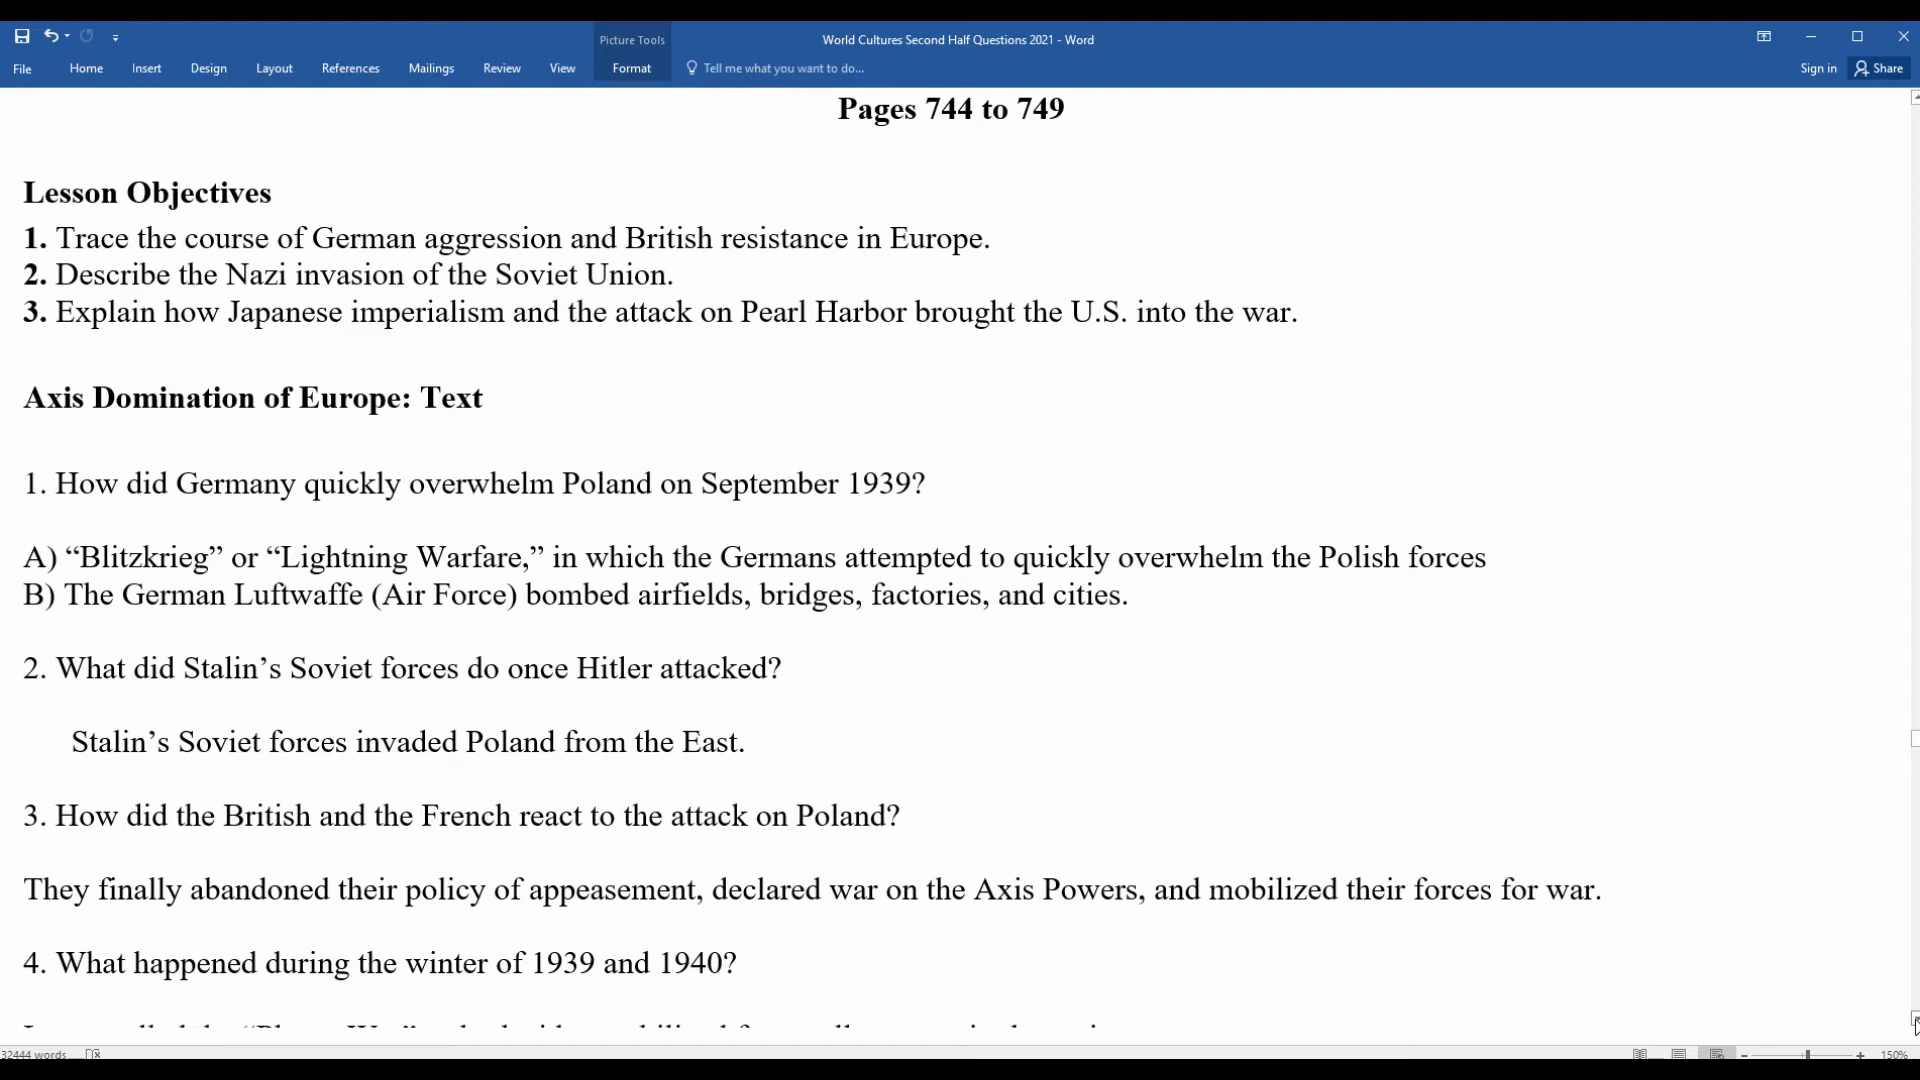 Picture Tools
World Cultures Second Half Questions 2021 - Word
File Home Insert Design Layout References Mailings Review View Format Tell me what you want to do... Sign in Share
Pages 744 to 749
Lesson Objectives
1. Trace the course of German aggression and British resistance in Europe.
2. Describe the Nazi invasion of the Soviet Union.
3. Explain how Japanese imperialism and the attack on Pearl Harbor brought the U.S. into the war.
Axis Domination of Europe: Text
1. How did Germany quickly overwhelm Poland on September 1939?
A) “Blitzkrieg” or “Lightning Warfare,” in which the Germans attempted to quickly overwhelm the Polish forces
B) The German Luftwaffe (Air Force) bombed airfields, bridges, factories, and cities.
2. What did Stalin’s Soviet forces do once Hitler attacked?
Stalin’s Soviet forces invaded Poland from the East.
3. How did the British and the French react to the attack on Poland?
They finally abandoned their policy of appeasement, declared war on the Axis Powers, and mobilized their forces for war.
4. What happened during the winter of 1939 and 1940?
32444 words 150%